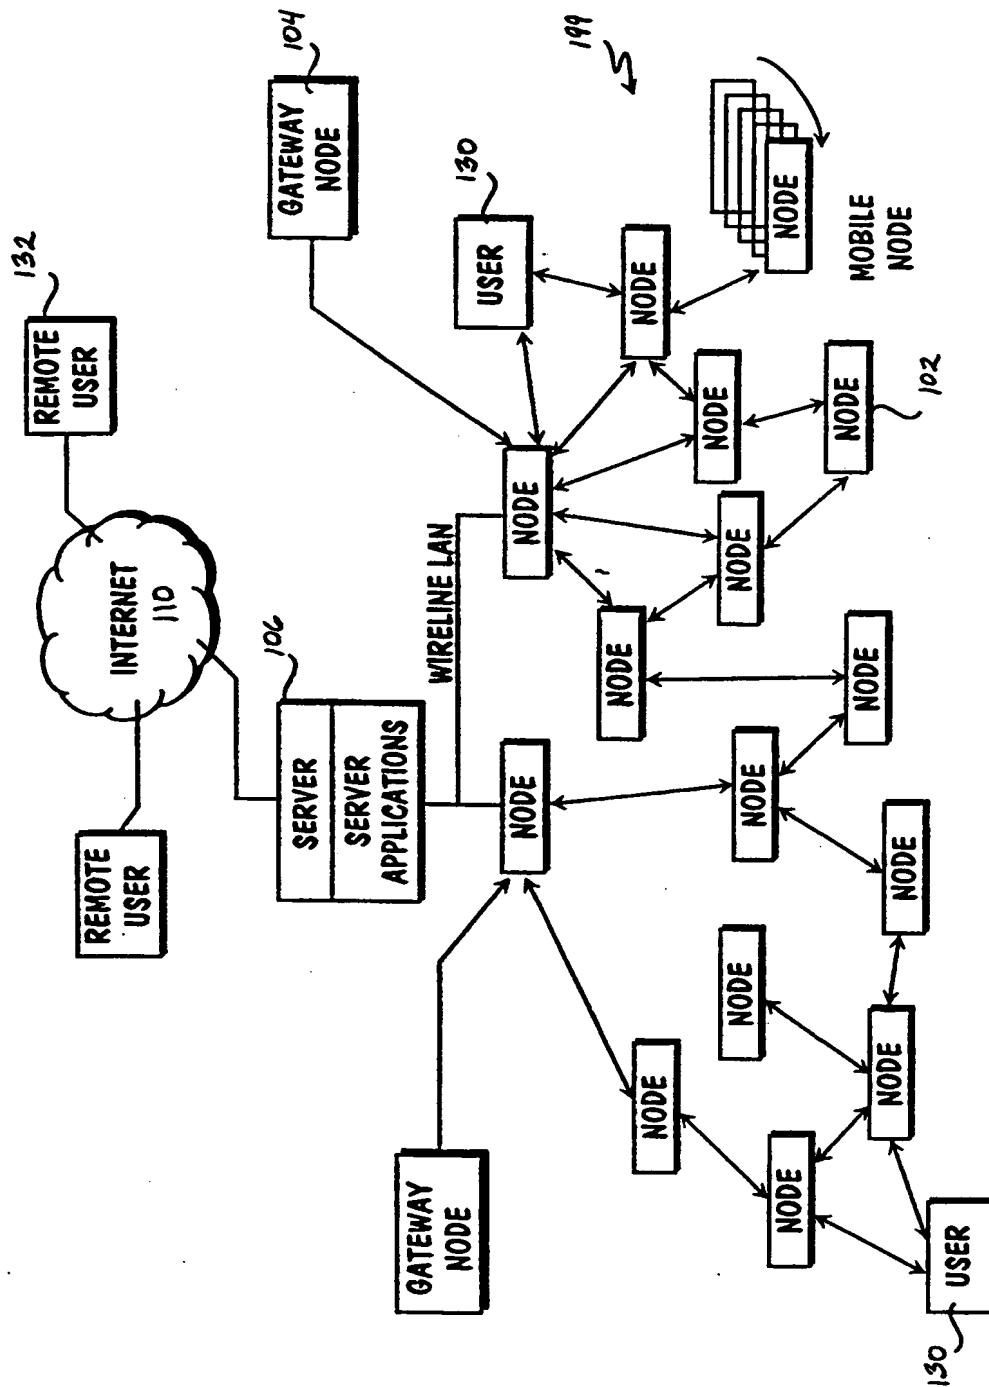 132
REMOTE
USER
INTERNET
110
REMOTE
USER
104
GATEWAY
NODE
106
SERVER
SERVER
APPLICATIONS
WIRELINE LAN
GATEWAY
NODE
130
USER
199
NODE
NODE
NODE
NODE
NODE
NODE
NODE
NODE
NODE
NODE
NODE
MOBILE
NODE
NODE
102
NODE
NODE
NODE
USER
130